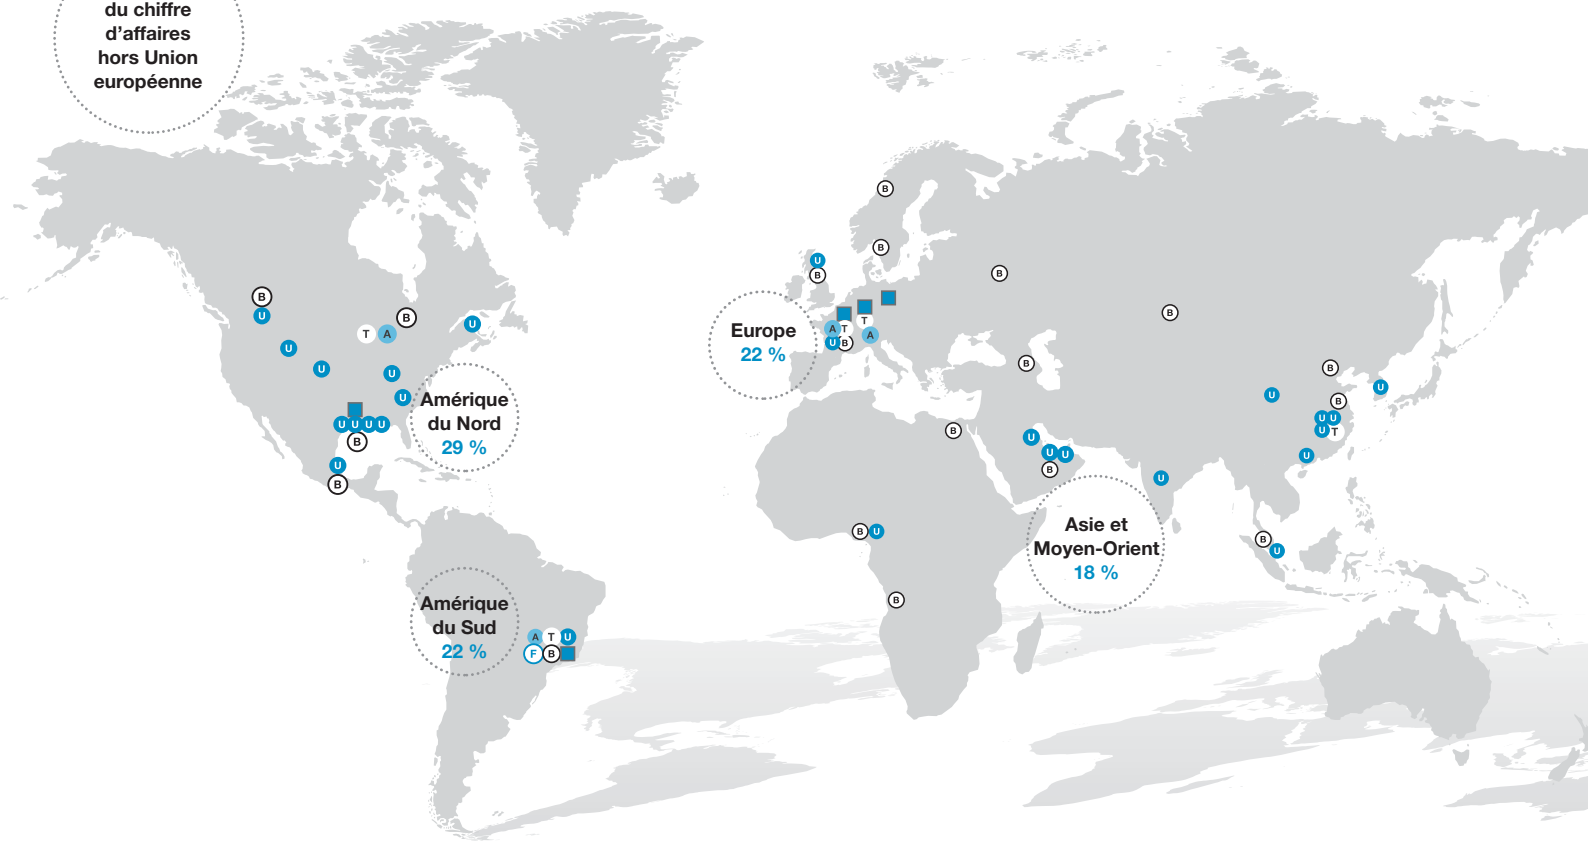 du chiffre
d’affaires
hors Union
européenne
B
B
U
B
B
B
U
T A
B
U
U
U
U
U
Amérique
du Nord
29 %
U U U U
B
U
B
Europe
22 %
T
A T
A
U B
B
B
B
B
U
U
B
U U
U T
U
B
U
U U
B
U
B U
B
Asie et
Moyen-Orient
18 %
B
U
Amérique
du Sud
22 %
A T U
F B